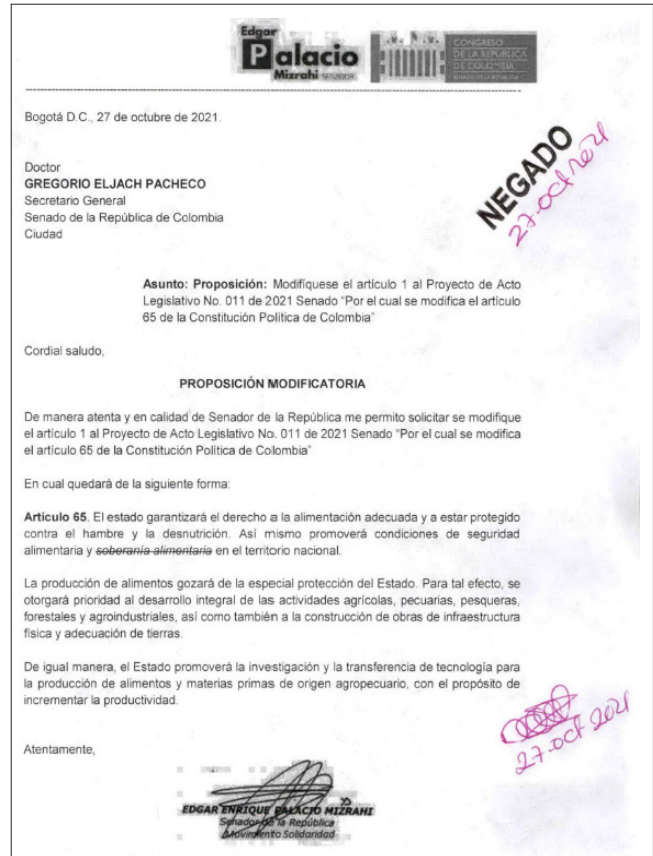 Edgar
Palacio
Mizrahi SENADOR
CONGRESO
DE LA REPÚBLICA
DE COLOMBIA
Bogotá D.C., 27 de octubre de 2021.
NEGADO
27-oct 2021
Doctor
GREGORIO ELJACH PACHECO
Secretario General
Senado de la República de Colombia
Ciudad
Asunto: Proposición: Modifíquese el artículo 1 al Proyecto de Acto
Legislativo No. 011 de 2021 Senado “Por el cual se modifica el artículo
65 de la Constitución Política de Colombia”
Cordial saludo,
PROPOSICIÓN MODIFICATORIA
De manera atenta y en calidad de Senador de la República me permito solicitar se modifique
el artículo 1 al Proyecto de Acto Legislativo No. 011 de 2021 Senado “Por el cual se modifica
el artículo 65 de la Constitución Política de Colombia”
En cual quedará de la siguiente forma:
Artículo 65. El estado garantizará el derecho a la alimentación adecuada y a estar protegido
contra el hambre y la desnutrición. Así mismo promoverá condiciones de seguridad
alimentaria y soberanía alimentaria en el territorio nacional.
La producción de alimentos gozará de la especial protección del Estado. Para tal efecto, se
otorgará prioridad al desarrollo integral de las actividades agrícolas, pecuarias, pesqueras,
forestales y agroindustriales, así como también a la construcción de obras de infraestructura
física y adecuación de tierras.
De igual manera, el Estado promoverá la investigación y la transferencia de tecnología para
la producción de alimentos y materias primas de origen agropecuario, con el propósito de
incrementar la productividad.
27-oct 2021
Atentamente,
EDGAR ENRIQUE PALACIO MIZRAHI
Senador de la República
Movimiento Solidaridad